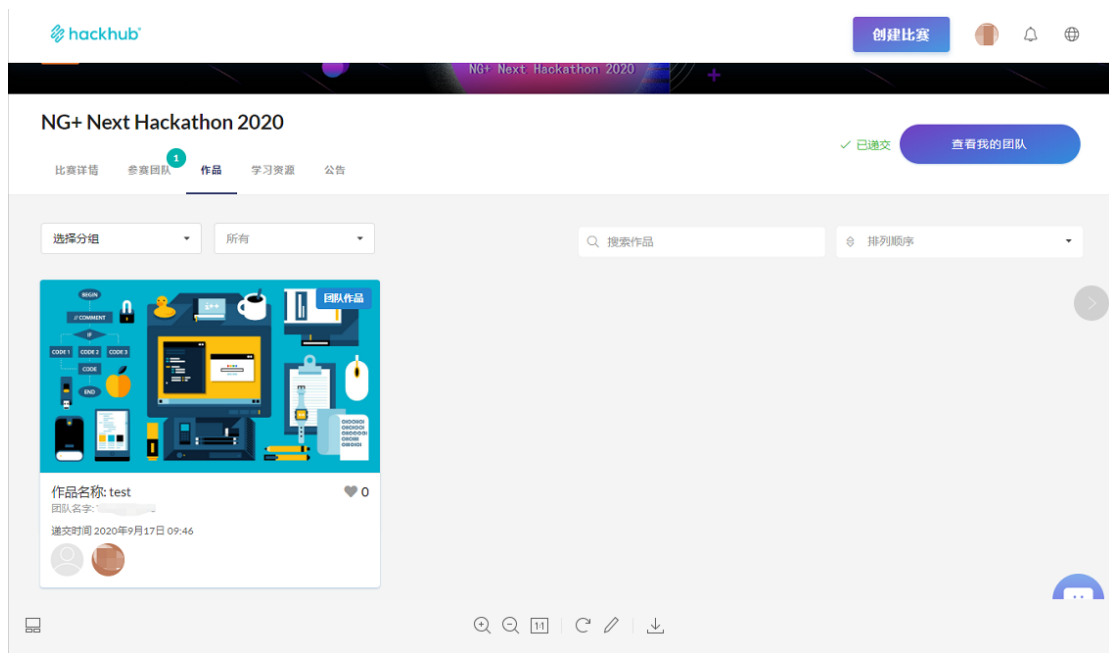 hackhub
创建比赛
NG+ Next Hackathon 2020
NG+ Next Hackathon 2020
已递交
查看我的团队
比赛详情
参赛团队
1
作品
学习资源
公告
选择分组
所有
搜索作品
排列顺序
团队作品
BEGIN
//COMMENT
IF
CODE 1
CODE 2
CODE 3
CODE
END
i++
作品名称: test
0
团队名字:
递交时间 2020年9月17日 09:46
1:1